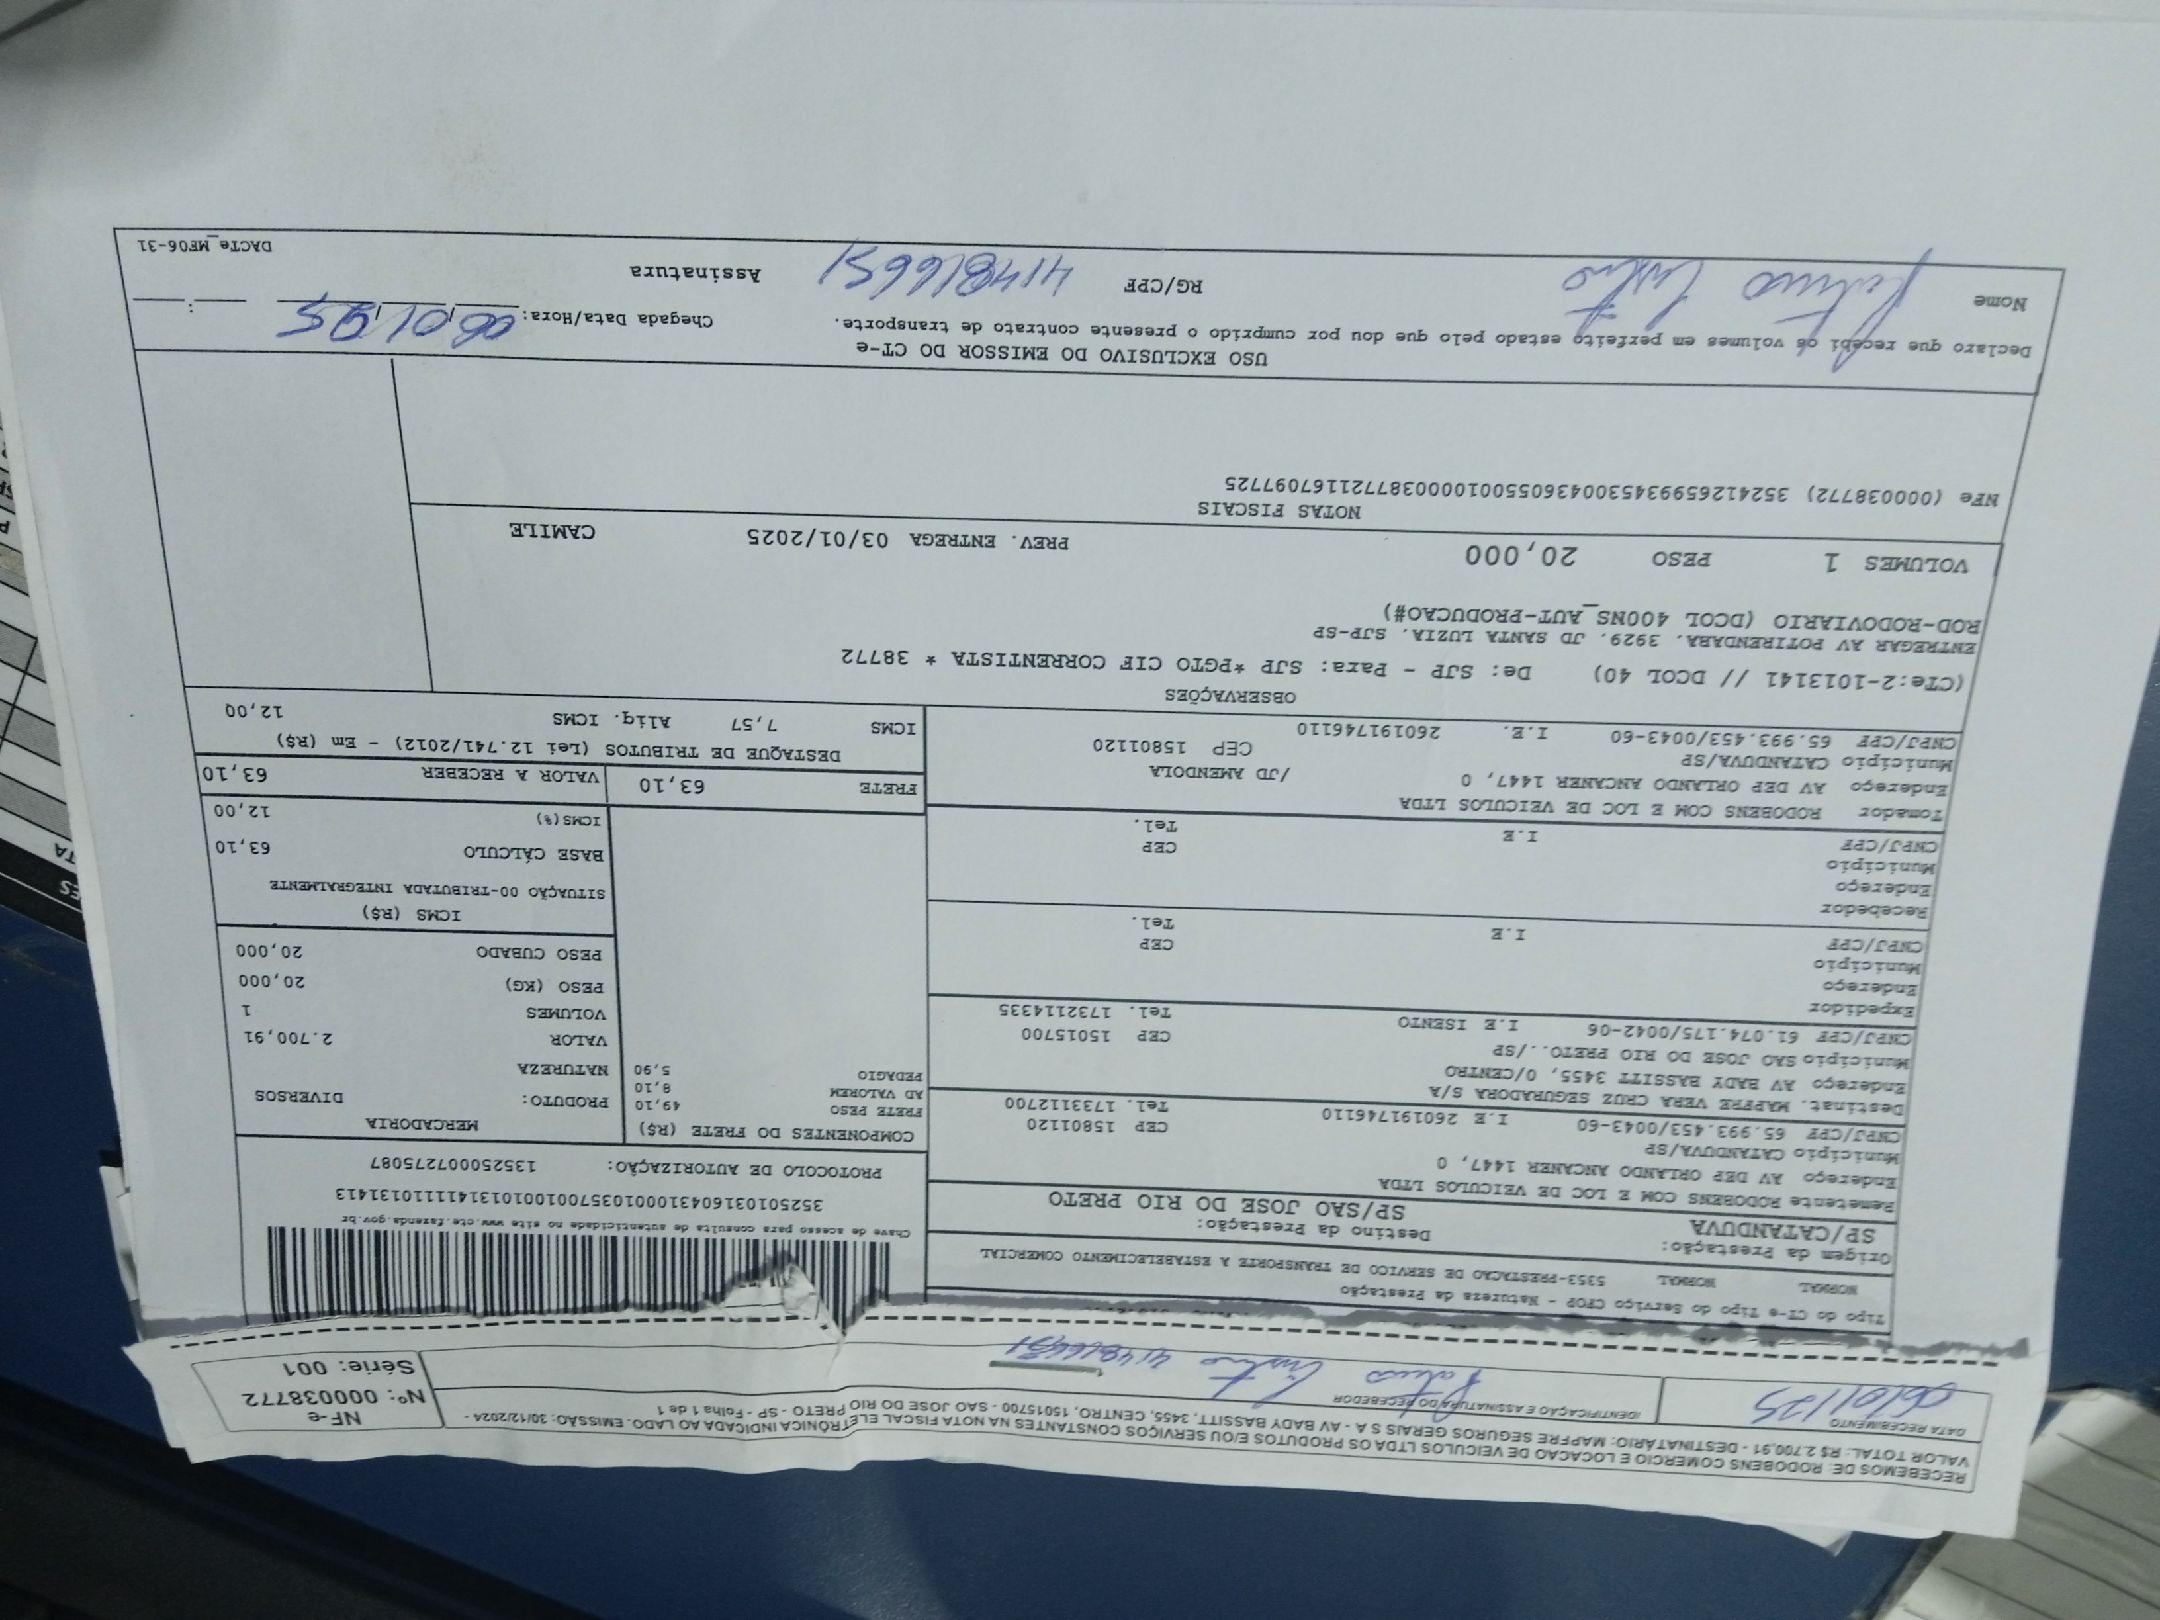 RECEBEMOS DE: RODOBENS COMERCIO E LOCACAO DE VEICULOS LTDA OS PRODUTOS E/OU SERVIÇOS CONSTANTES NA NOTA FISCAL ELETRÔNICA INDICADA AO LADO. EMISSÃO: 30/12/2024 -
VALOR TOTAL: R$ 2.700,91 - DESTINATÁRIO: MAPFRE SEGUROS GERAIS S A - AV BADY BASSITT, 3455, CENTRO, 15015700 - SAO JOSE DO RIO PRETO - SP - Folha 1 de 1
NF-e
Nº: 000038772
Série: 001
DATA RECEBIMENTO
06/01/25
IDENTIFICAÇÃO E ASSINATURA DO RECEBEDOR
Tipo do CT-e Tipo do Serviço CFOP - Natureza da Prestação
NORMAL NORMAL 5353-PRESTACAO DE SERVICO DE TRANSPORTE A ESTABELECIMENTO COMERCIAL
Origem da Prestação: Destino da Prestação:
SP/CATANDUVA SP/SAO JOSE DO RIO PRETO
Chave de acesso para consulta de autenticidade no site www.cte.fazenda.gov.br
PROTOCOLO DE AUTORIZAÇÃO: 135250007275087
Remetente RODOBENS COM E LOC DE VEICULOS LTDA
Endereço AV DEP ORLANDO ANCANER 1447, 0
Município CATANDUVA/SP CEP 15801120
CNPJ/CPF 65.993.453/0043-60 I.E 260191746110 Tel. 1733112700
Destinat. MAPFRE VERA CRUZ SEGURADORA S/A
Endereço AV BADY BASSITT 3455, 0/CENTRO
Município SAO JOSE DO RIO PRETO../SP CEP 15015700
CNPJ/CPF 61.074.175/0042-06 I.E ISENTO Tel. 1732114335
Expedidor
Endereço
Município CEP
CNPJ/CPF I.E Tel.
Recebedor
Endereço
Município CEP
CNPJ/CPF I.E Tel.
Tomador RODOBENS COM E LOC DE VEICULOS LTDA
Endereço AV DEP ORLANDO ANCANER 1447, 0 /JD AMENDOLA
Município CATANDUVA/SP CEP 15801120
CNPJ/CPF 65.993.453/0043-60 I.E. 260191746110
COMPONENTES DO FRETE (R$)
FRETE PESO 49,10
AD VALOREM 8,10
PEDAGIO 5,90
MERCADORIA
PRODUTO: DIVERSOS
NATUREZA
VALOR 2.700,91
VOLUMES 1
PESO (KG) 20,000
PESO CUBADO 20,000
ICMS (R$)
SITUAÇÃO 00-TRIBUTADA INTEGRALMENTE
BASE CÁLCULO 63,10
ICMS(%) 12,00
FRETE 63,10 VALOR A RECEBER 63,10
DESTAQUE DE TRIBUTOS (Lei 12.741/2012) - Em (R$)
ICMS 7,57 Aliq. ICMS 12,00
OBSERVAÇÕES
(CTe:2-1013141 // DCOL 40) De: SJP - Para: SJP *PGTO CIF CORRENTISTA * 38772
ENTREGAR AV POTIRENDABA. 3929. JD SANTA LUZIA. SJP-SP
ROD-RODOVIARIO (DCOL 400NS_AUT-PRODUCAO#)
VOLUMES 1 PESO 20,000 PREV. ENTREGA 03/01/2025 CAMILE
NOTAS FISCAIS
NFe (000038772)
USO EXCLUSIVO DO EMISSOR DO CT-e
Declaro que recebi os volumes em perfeito estado pelo que dou por cumprido o presente contrato de transporte.
Chegada Data/Hora: 06/01/25 :
Nome RG/CPF 414816651 Assinatura
DACTe_MF06-31